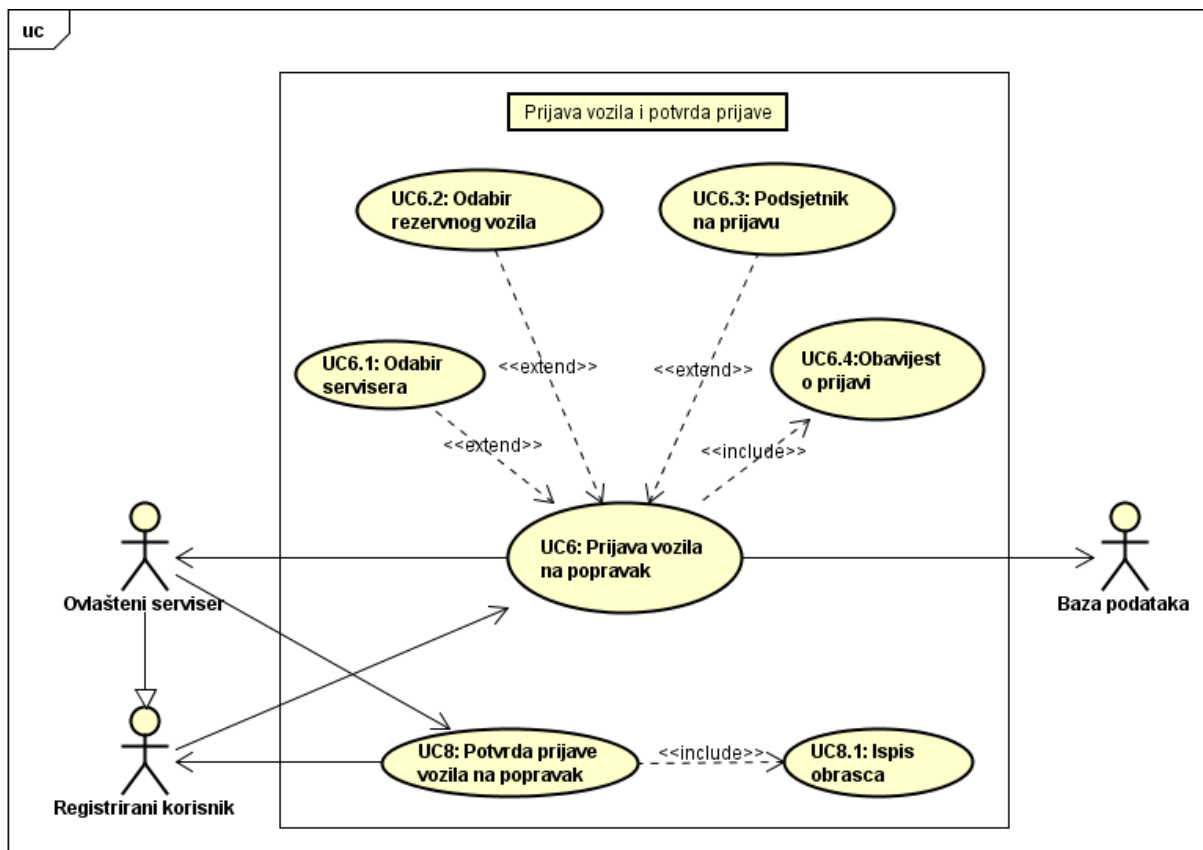 uc
Prijava vozila i potvrda prijave
UC6.2: Odabir
rezervnog vozila
UC6.3: Podsjetnik
na prijavu
UC6.1: Odabir
servisera
<<extend>>
<<extend>>
UC6.4:Obavijest
o prijavi
<<extend>>
<<include>>
UC6: Prijava vozila
na popravak
Ovlašteni serviser
Baza podataka
UC8: Potvrda prijave
vozila na popravak
<<include>>
UC8.1: Ispis
obrasca
Registrirani korisnik